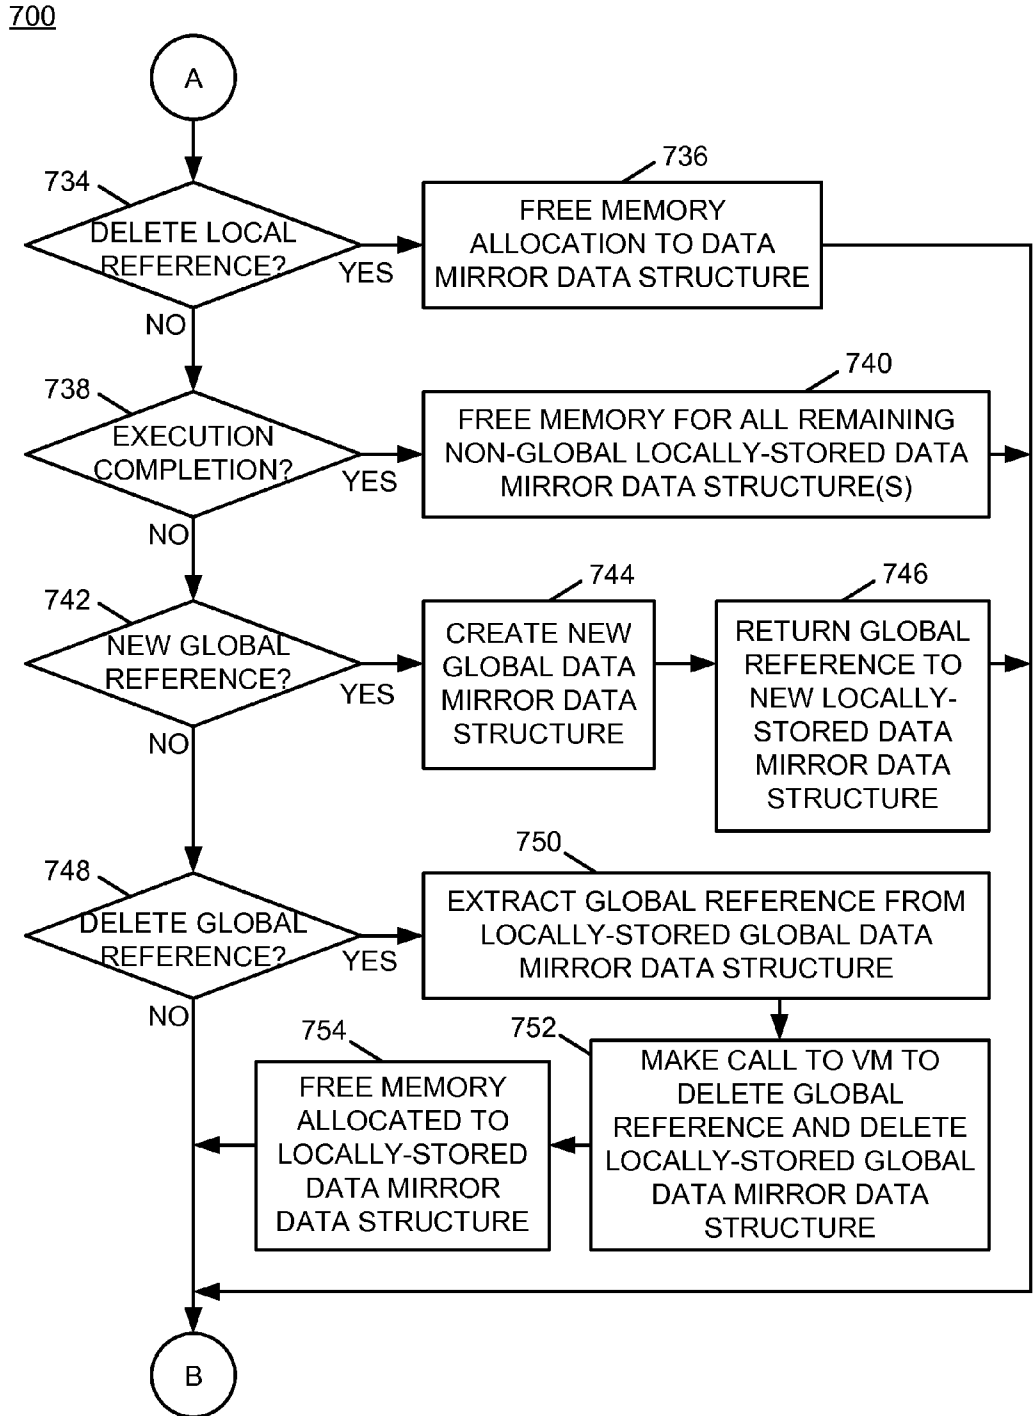 700
A
734
DELETE LOCAL
REFERENCE?
YES
NO
736
FREE MEMORY
ALLOCATION TO DATA
MIRROR DATA STRUCTURE
738
EXECUTION
COMPLETION?
YES
NO
740
FREE MEMORY FOR ALL REMAINING
NON-GLOBAL LOCALLY-STORED DATA
MIRROR DATA STRUCTURE(S)
742
NEW GLOBAL
REFERENCE?
YES
NO
744
CREATE NEW
GLOBAL DATA
MIRROR DATA
STRUCTURE
746
RETURN GLOBAL
REFERENCE TO
NEW LOCALLY-
STORED DATA
MIRROR DATA
STRUCTURE
748
DELETE GLOBAL
REFERENCE?
YES
NO
750
EXTRACT GLOBAL REFERENCE FROM
LOCALLY-STORED GLOBAL DATA
MIRROR DATA STRUCTURE
752
MAKE CALL TO VM TO
DELETE GLOBAL
REFERENCE AND DELETE
LOCALLY-STORED GLOBAL
DATA MIRROR DATA
STRUCTURE
754
FREE MEMORY
ALLOCATED TO
LOCALLY-STORED
DATA MIRROR
DATA STRUCTURE
B